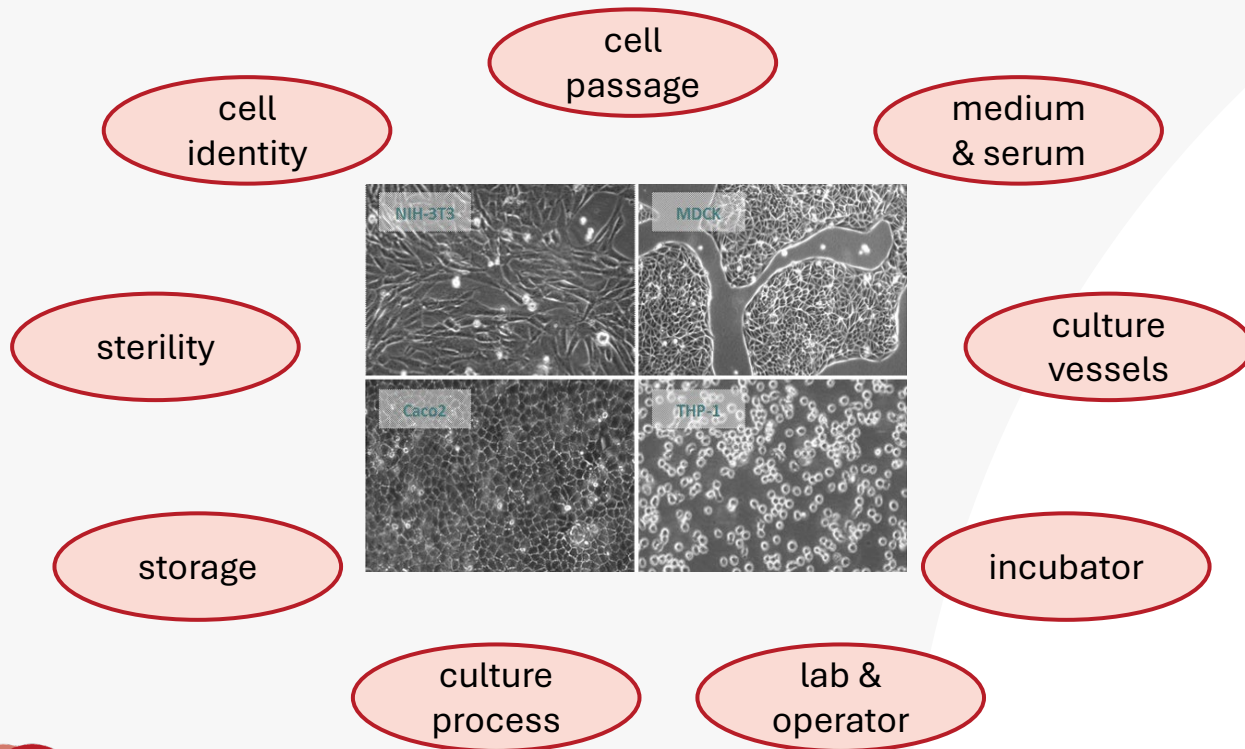 cell
passage
cell
identity
medium
& serum
NIH-3T3
MDCK
sterility
culture
vessels
Caco2
THP-1
storage
incubator
culture
process
lab &
operator